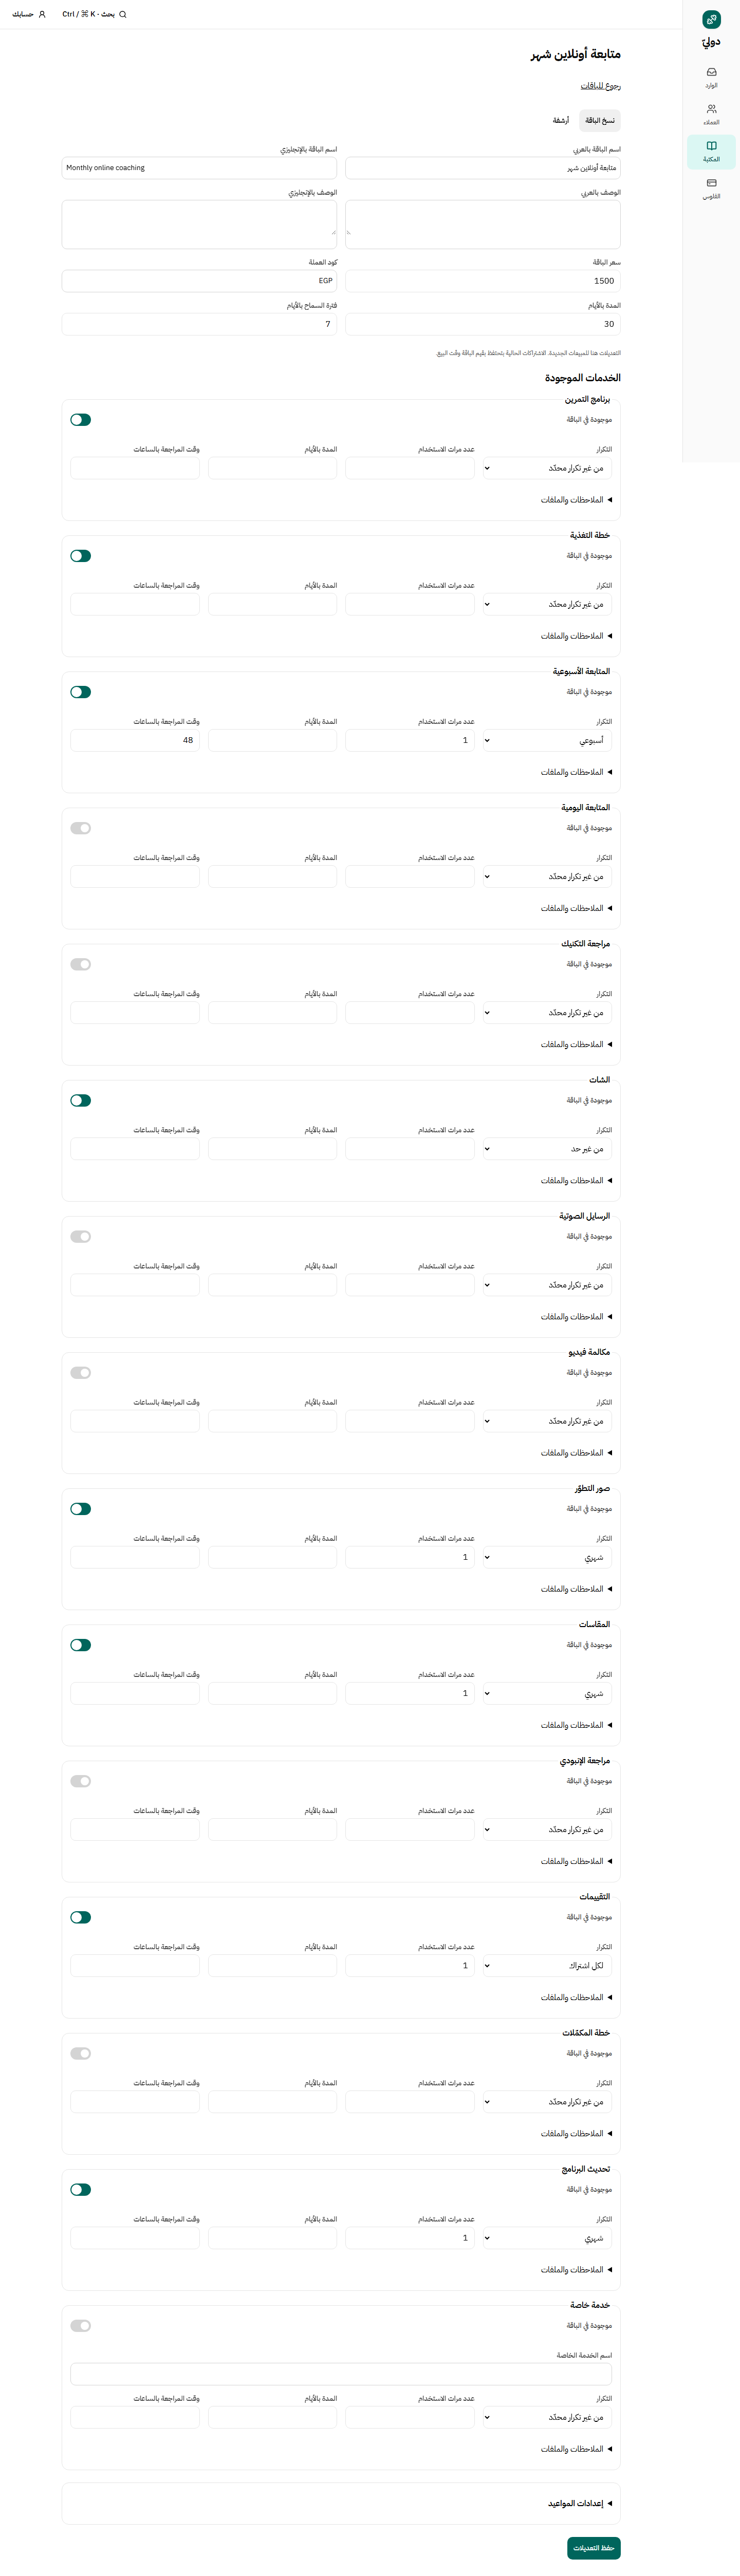 دوليّ
الوارد
العملاء
المكتبة
الفلوس
بحث - Ctrl / ⌘ K
حسابك
متابعة أونلاين شهر
رجوع للباقات
نسخ الباقة
أرشفة
اسم الباقة بالعربي
متابعة أونلاين شهر
اسم الباقة بالإنجليزي
Monthly online coaching
الوصف بالعربي
الوصف بالإنجليزي
سعر الباقة
1500
كود العملة
EGP
المدة بالأيام
30
فترة السماح بالأيام
7
التعديلات هنا للمبيعات الجديدة. الاشتراكات الحالية بتحتفظ بقيم الباقة وقت البيع.
الخدمات الموجودة
برنامج التمرين
موجودة في الباقة
التكرار
عدد مرات الاستخدام
المدة بالأيام
وقت المراجعة بالساعات
من غير تكرار محدّد
الملاحظات والملفات
خطة التغذية
موجودة في الباقة
التكرار
عدد مرات الاستخدام
المدة بالأيام
وقت المراجعة بالساعات
من غير تكرار محدّد
الملاحظات والملفات
المتابعة الأسبوعية
موجودة في الباقة
التكرار
عدد مرات الاستخدام
المدة بالأيام
وقت المراجعة بالساعات
أسبوعي
1
48
الملاحظات والملفات
المتابعة اليومية
موجودة في الباقة
التكرار
عدد مرات الاستخدام
المدة بالأيام
وقت المراجعة بالساعات
من غير تكرار محدّد
الملاحظات والملفات
مراجعة التكنيك
موجودة في الباقة
التكرار
عدد مرات الاستخدام
المدة بالأيام
وقت المراجعة بالساعات
من غير تكرار محدّد
الملاحظات والملفات
الشات
موجودة في الباقة
التكرار
عدد مرات الاستخدام
المدة بالأيام
وقت المراجعة بالساعات
من غير حد
الملاحظات والملفات
الرسايل الصوتية
موجودة في الباقة
التكرار
عدد مرات الاستخدام
المدة بالأيام
وقت المراجعة بالساعات
من غير تكرار محدّد
الملاحظات والملفات
مكالمة فيديو
موجودة في الباقة
التكرار
عدد مرات الاستخدام
المدة بالأيام
وقت المراجعة بالساعات
من غير تكرار محدّد
الملاحظات والملفات
صور التطوّر
موجودة في الباقة
التكرار
عدد مرات الاستخدام
المدة بالأيام
وقت المراجعة بالساعات
شهري
1
الملاحظات والملفات
المقاسات
موجودة في الباقة
التكرار
عدد مرات الاستخدام
المدة بالأيام
وقت المراجعة بالساعات
شهري
1
الملاحظات والملفات
مراجعة الإنبودي
موجودة في الباقة
التكرار
عدد مرات الاستخدام
المدة بالأيام
وقت المراجعة بالساعات
من غير تكرار محدّد
الملاحظات والملفات
التقييمات
موجودة في الباقة
التكرار
عدد مرات الاستخدام
المدة بالأيام
وقت المراجعة بالساعات
لكل اشتراك
1
الملاحظات والملفات
خطة المكمّلات
موجودة في الباقة
التكرار
عدد مرات الاستخدام
المدة بالأيام
وقت المراجعة بالساعات
من غير تكرار محدّد
الملاحظات والملفات
تحديث البرنامج
موجودة في الباقة
التكرار
عدد مرات الاستخدام
المدة بالأيام
وقت المراجعة بالساعات
شهري
1
الملاحظات والملفات
خدمة خاصة
موجودة في الباقة
اسم الخدمة الخاصة
التكرار
عدد مرات الاستخدام
المدة بالأيام
وقت المراجعة بالساعات
من غير تكرار محدّد
الملاحظات والملفات
إعدادات المواعيد
حفظ التعديلات